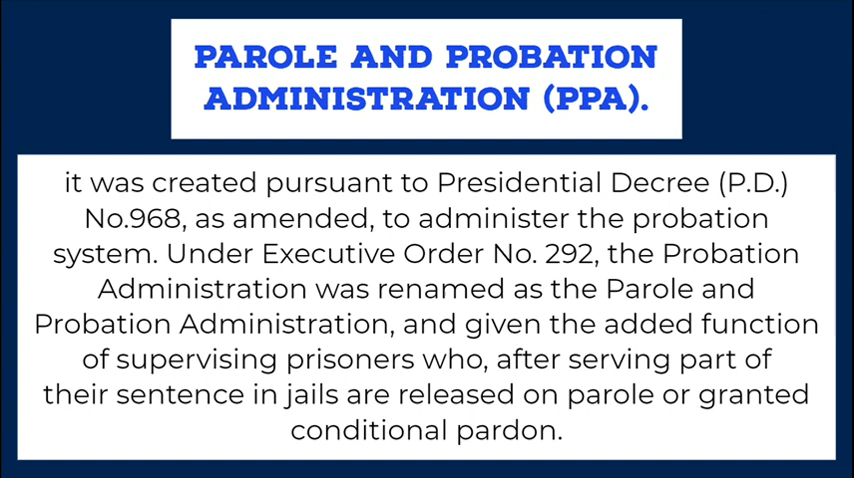 PAROLE AND PROBATION
ADMINISTRATION (PPA).
it was created pursuant to Presidential Decree (P.D.)
No.968, as amended, to administer the probation
system. Under Executive Order No. 292, the Probation
Administration was renamed as the Parole and
Probation Administration, and given the added function
of supervising prisoners who, after serving part of
their sentence in jails are released on parole or granted
conditional pardon.